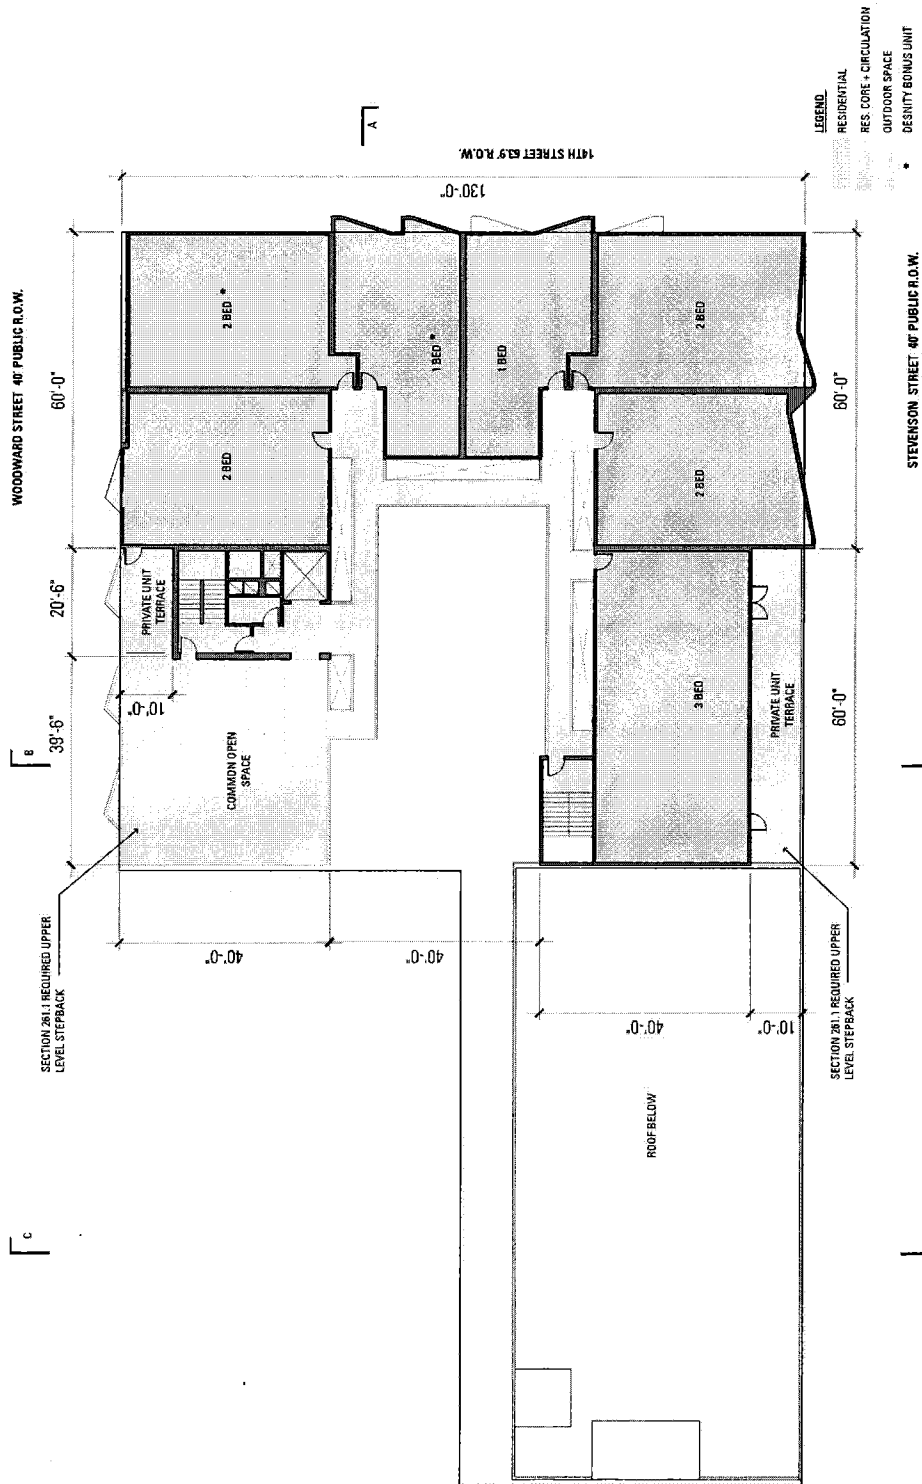 C
B
WOODWARD STREET 40' PUBLIC R.O.W.
39'-6"
20'-6"
60'-0"
SECTION 261.1 REQUIRED UPPER
LEVEL STEPBACK
10'-0"
PRIVATE UNIT
TERRACE
COMMON OPEN
SPACE
2 BED
2 BED *
1 BED *
1 BED
2 BED
2 BED
3 BED
PRIVATE UNIT
TERRACE
40'-0"
40'-0"
40'-0"
10'-0"
ROOF BELOW
SECTION 261.1 REQUIRED UPPER
LEVEL STEPBACK
60'-0"
60'-0"
STEVENSON STREET 40' PUBLIC R.O.W.
130'-0"
14TH STREET 63.9' R.O.W.
A
LEGEND
RESIDENTIAL
RES. CORE + CIRCULATION
OUTDOOR SPACE
* DESNITY BONUS UNIT